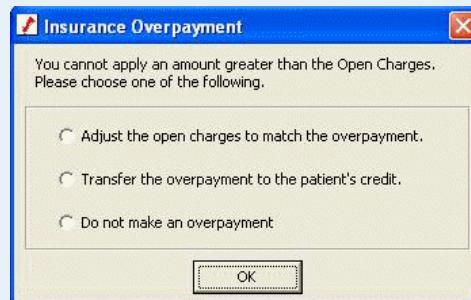 Insurance Overpayment
You cannot apply an amount greater than the Open Charges.
Please choose one of the following.
Adjust the open charges to match the overpayment.
Transfer the overpayment to the patient's credit.
Do not make an overpayment
OK